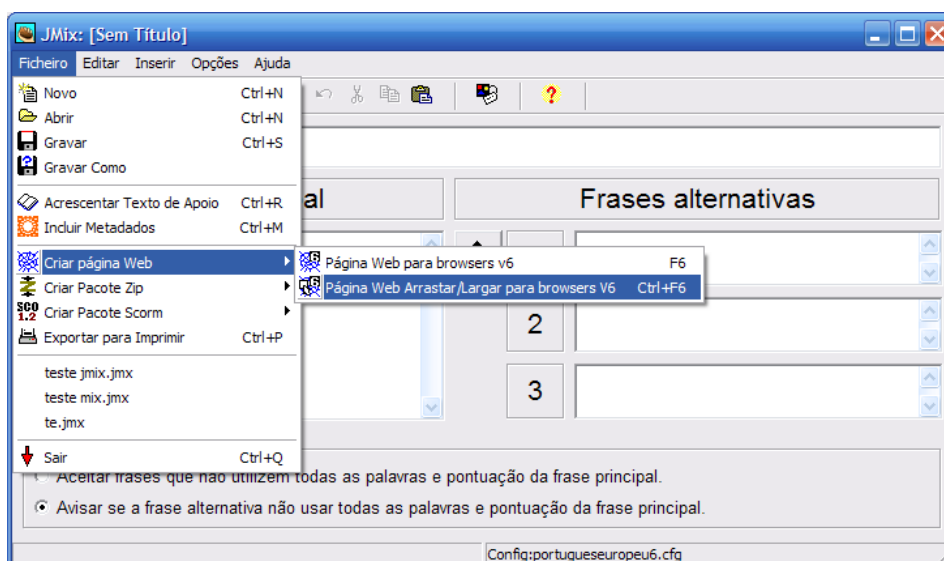 JMix: [Sem Título]
Ficheiro Editar Inserir Opções Ajuda
Novo Ctrl+N
Abrir Ctrl+N
Gravar Ctrl+S
Gravar Como
Acrescentar Texto de Apoio Ctrl+R
Incluir Metadados Ctrl+M
Criar página Web
Criar Pacote Zip
Criar Pacote Scorm
Exportar para Imprimir Ctrl+P
teste jmix.jmx
teste mix.jmx
te.jmx
Sair Ctrl+Q
Página Web para browsers v6 F6
Página Web Arrastar/Largar para browsers V6 Ctrl+F6
al
Frases alternativas
2
3
Aceitar frases que não utilizem todas as palavras e pontuação da frase principal.
Avisar se a frase alternativa não usar todas as palavras e pontuação da frase principal.
Config:portugueseuropeu6.cfg